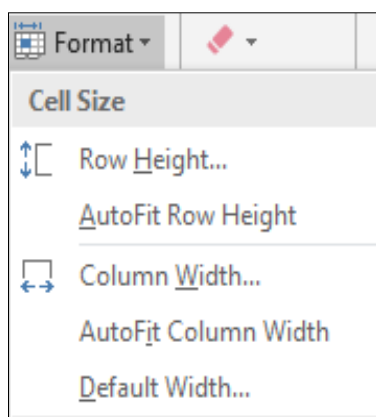 Format
Cell Size
Row Height...
AutoFit Row Height
Column Width...
AutoFit Column Width
Default Width...